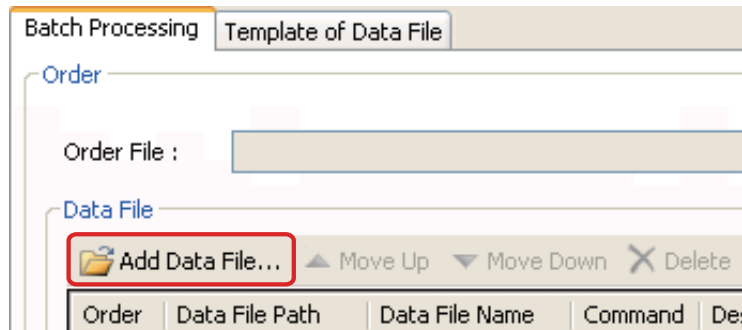 Batch Processing Template of Data File
Order
Order File :
Data File
Add Data File... Move Up Move Down Delete
Order Data File Path Data File Name Command